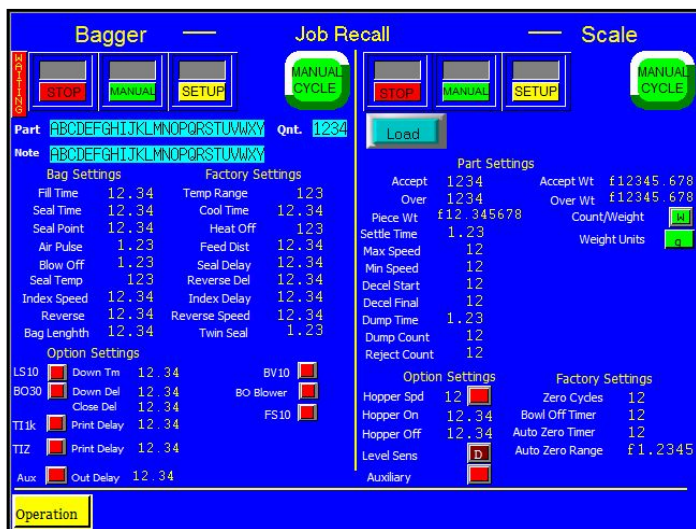 Bagger — Job Recall — Scale
WAITING
STOP MANUAL SETUP MANUAL CYCLE
STOP MANUAL SETUP MANUAL CYCLE
Part ABCDEFGHIJKLMNOPQRSTUVWXY Qnt. 1234
Note ABCDEFGHIJKLMNOPQRSTUVWXY
Load
Bag Settings Factory Settings
Fill Time 12.34 Temp Range 123
Seal Time 12.34 Cool Time 12.34
Seal Point 12.34 Heat Off 123
Air Pulse 1.23 Feed Dist 12.34
Blow Off 1.23 Seal Delay 12.34
Seal Temp 123 Reverse Del 12.34
Index Speed 12.34 Index Delay 12.34
Reverse 12.34 Reverse Speed 12.34
Bag Lenghth 12.34 Twin Seal 1.23
Option Settings
LS10 Down Tm 12.34 BV10
BO30 Down Del 12.34 BO Blower
Close Del 12.34
FS10
TI1k Print Delay 12.34
TIZ Print Delay 12.34
Aux Out Delay 12.34
Part Settings
Accept 1234 Accept Wt f12345.678
Over 1234 Over Wt f12345.678
Piece Wt f12.345678 Count/Weight W
Settle Time 1.23 Weight Units g
Max Speed 12
Min Speed 12
Decel Start 12
Decel Final 12
Dump Time 1.23
Dump Count 12
Reject Count 12
Option Settings Factory Settings
Hopper Spd 12 Zero Cycles 12
Hopper On 12.34 Bowl Off Timer 12
Hopper Off 12.34 Auto Zero Timer 12
Level Sens D Auto Zero Range f1.2345
Auxiliary
Operation